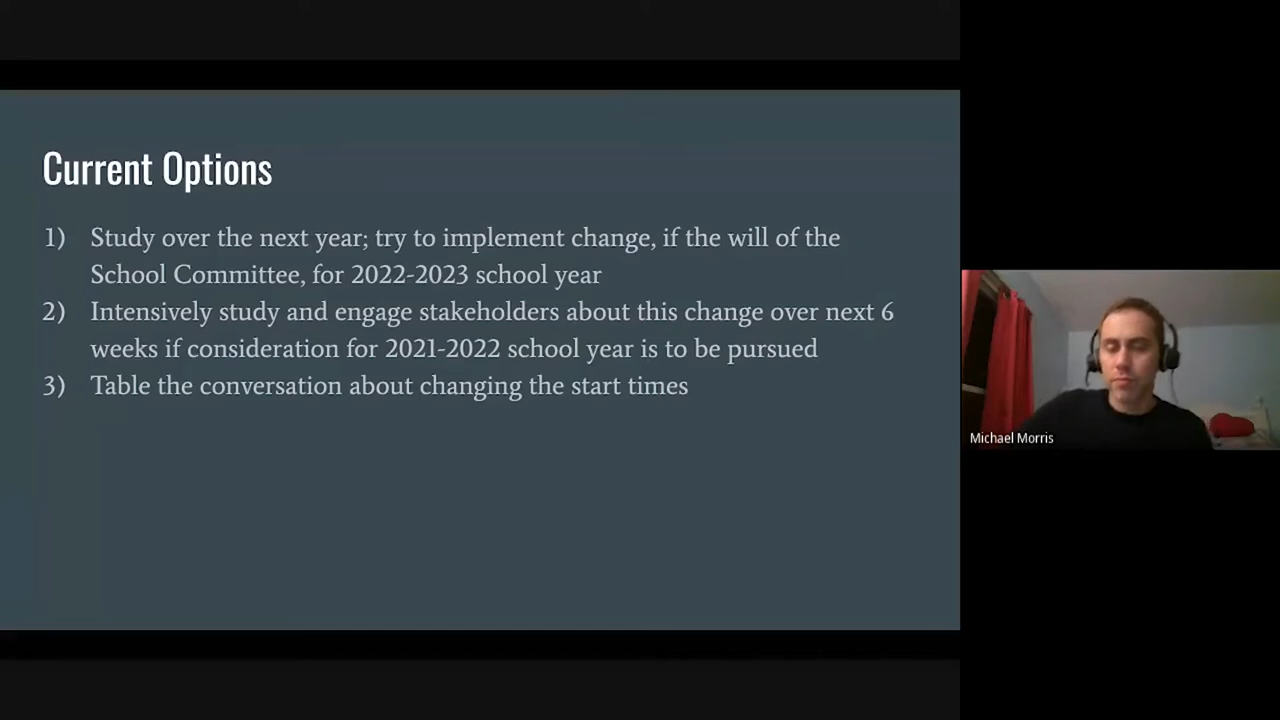 Current Options
1) Study over the next year; try to implement change, if the will of the
School Committee, for 2022-2023 school year
2) Intensively study and engage stakeholders about this change over next 6
weeks if consideration for 2021-2022 school year is to be pursued
3) Table the conversation about changing the start times
Michael Morris